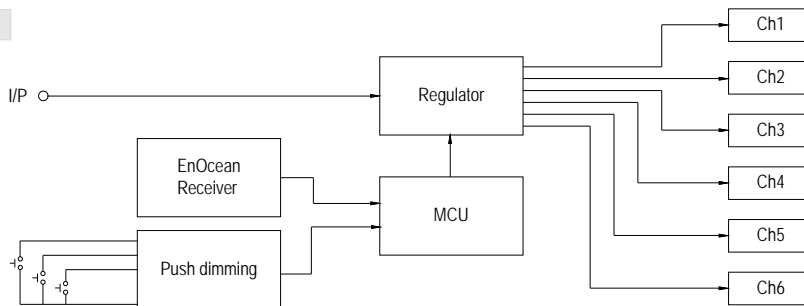 Ch1
Ch2
I/P
Regulator
Ch3
EnOcean
Receiver
Ch4
MCU
Ch5
Push dimming
Ch6